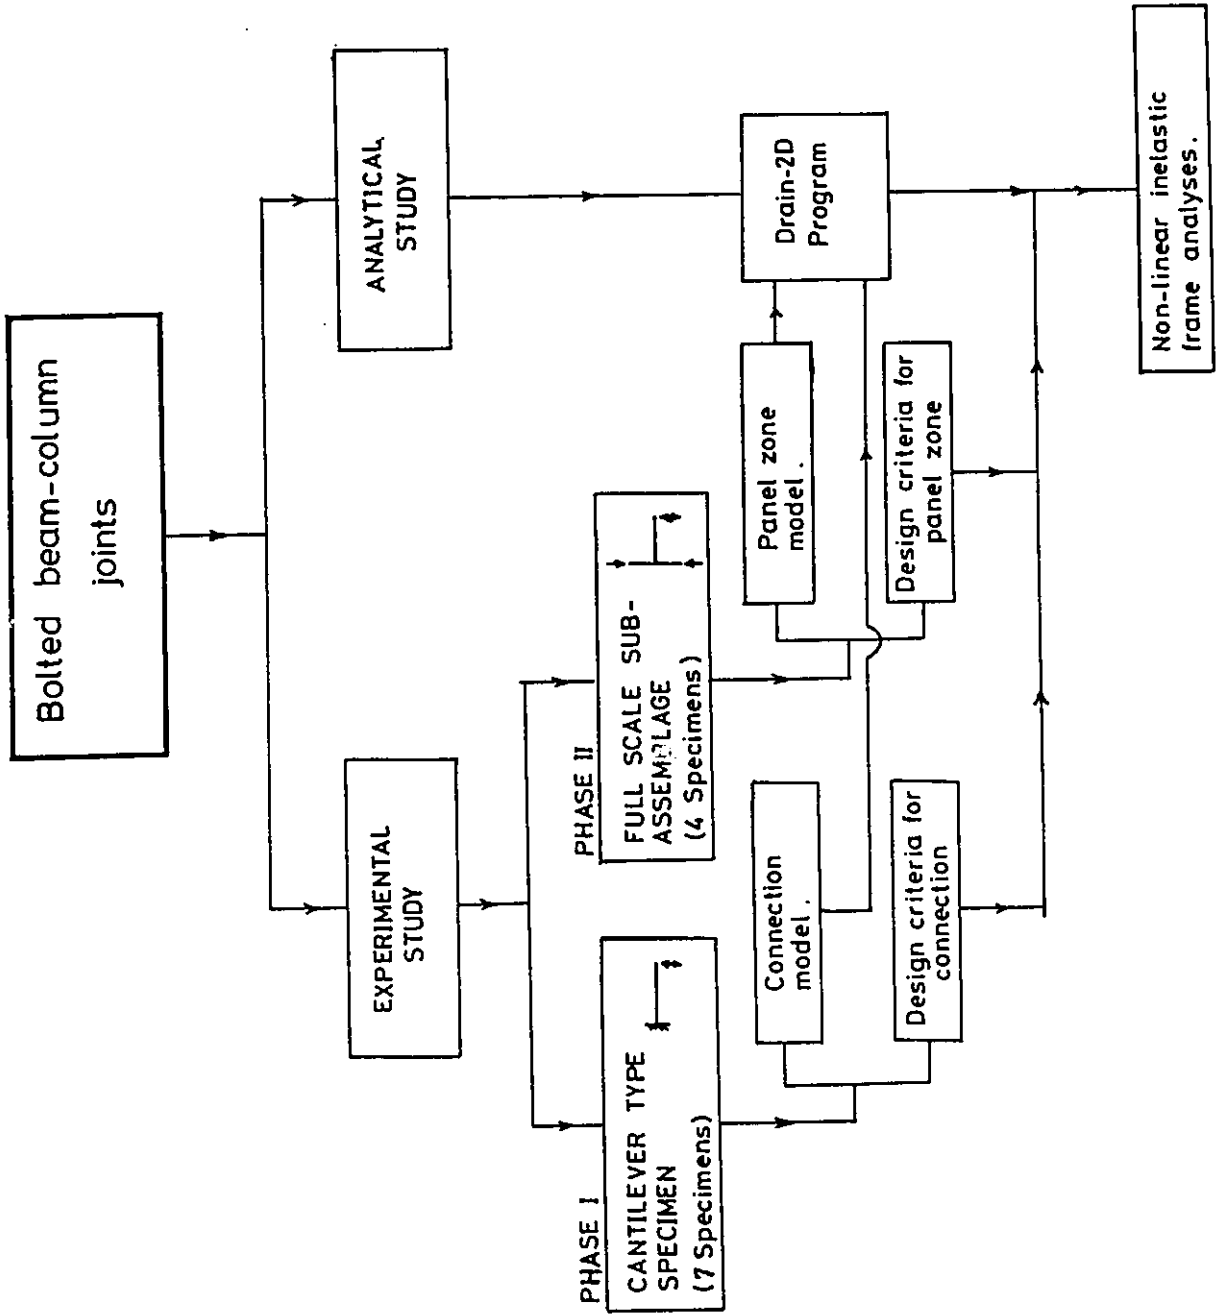 Bolted beam-column
joints
EXPERIMENTAL
STUDY
ANALYTICAL
STUDY
PHASE I
CANTILEVER TYPE
SPECIMEN
(7 Specimens)
PHASE II
FULL SCALE SUB-
ASSEMBLAGE
(4 Specimens)
Connection
model.
Design criteria for
connection
Panel zone
model.
Design criteria for
panel zone
Drain-2D
Program
Non-linear inelastic
frame analyses.